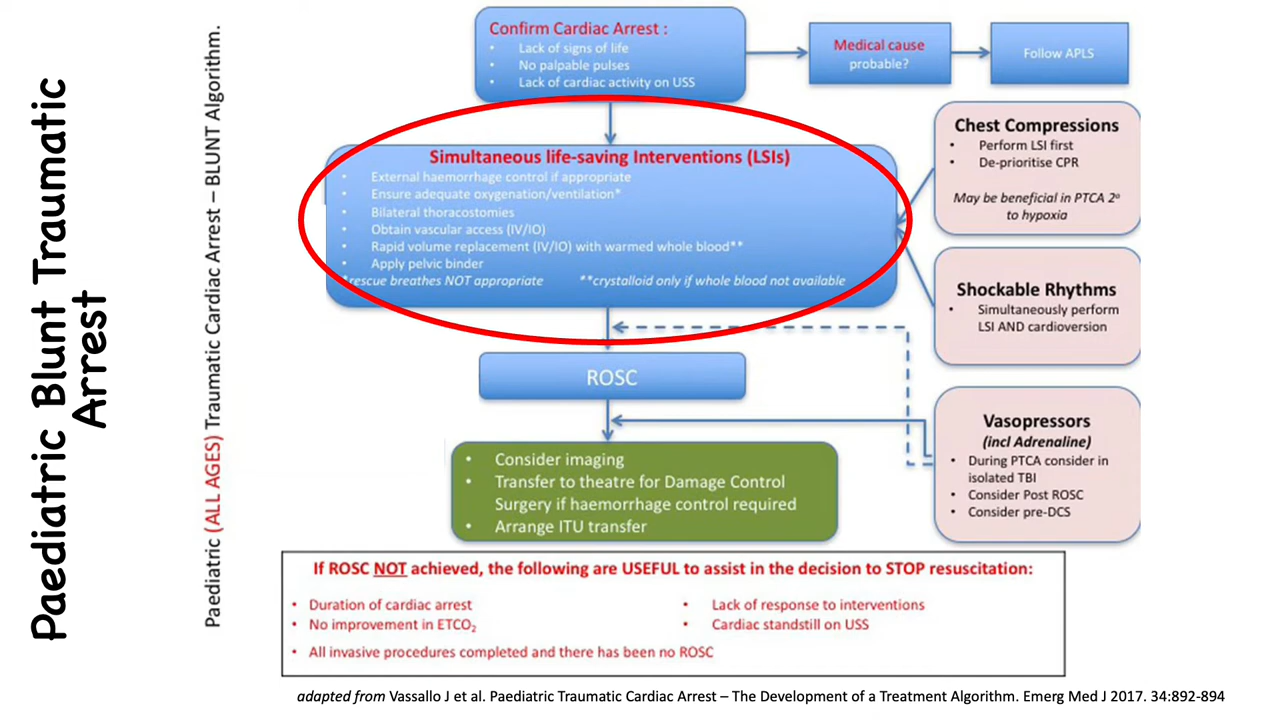 Paediatric Blunt Traumatic
Arrest
Paediatric (ALL AGES) Traumatic Cardiac Arrest – BLUNT Algorithm.
Confirm Cardiac Arrest :
• Lack of signs of life
• No palpable pulses
• Lack of cardiac activity on USS
Medical cause
probable?
Follow APLS
Simultaneous life-saving Interventions (LSIs)
• External haemorrhage control if appropriate
• Ensure adequate oxygenation/ventilation*
• Bilateral thoracostomies
• Obtain vascular access (IV/IO)
• Rapid volume replacement (IV/IO) with warmed whole blood**
• Apply pelvic binder
*rescue breathes NOT appropriate **crystalloid only if whole blood not available
Chest Compressions
• Perform LSI first
• De-prioritise CPR
May be beneficial in PTCA 2º
to hypoxia
Shockable Rhythms
• Simultaneously perform
LSI AND cardioversion
ROSC
Vasopressors
(incl Adrenaline)
• During PTCA consider in
isolated TBI
• Consider Post ROSC
• Consider pre-DCS
• Consider imaging
• Transfer to theatre for Damage Control
Surgery if haemorrhage control required
• Arrange ITU transfer
If ROSC NOT achieved, the following are USEFUL to assist in the decision to STOP resuscitation:
• Duration of cardiac arrest
• No improvement in ETCO₂
• All invasive procedures completed and there has been no ROSC
• Lack of response to interventions
• Cardiac standstill on USS
adapted from Vassallo J et al. Paediatric Traumatic Cardiac Arrest – The Development of a Treatment Algorithm. Emerg Med J 2017. 34:892-894